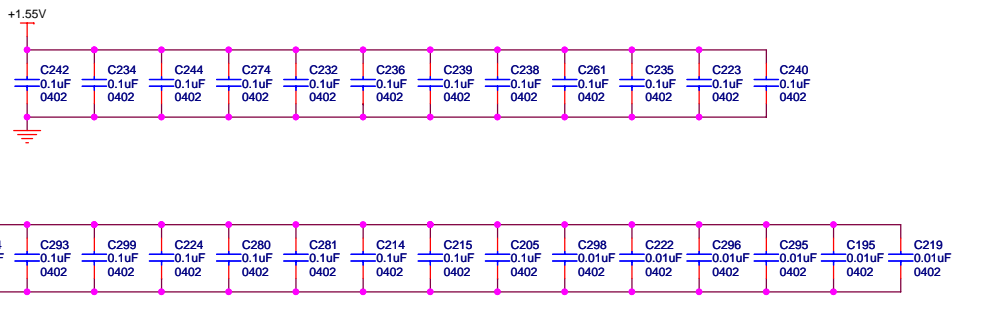 +1.55V
C242 C234 C244 C274 C232 C236 C239 C238 C261 C235 C223 C240
0.1uF 0.1uF 0.1uF 0.1uF 0.1uF 0.1uF 0.1uF 0.1uF 0.1uF 0.1uF 0.1uF 0.1uF
0402 0402 0402 0402 0402 0402 0402 0402 0402 0402 0402 0402
C293 C299 C224 C280 C281 C214 C215 C205 C298 C222 C296 C295 C195 C219
0.1uF 0.1uF 0.1uF 0.1uF 0.1uF 0.1uF 0.1uF 0.1uF 0.01uF 0.01uF 0.01uF 0.01uF 0.01uF 0.01uF
0402 0402 0402 0402 0402 0402 0402 0402 0402 0402 0402 0402 0402 0402